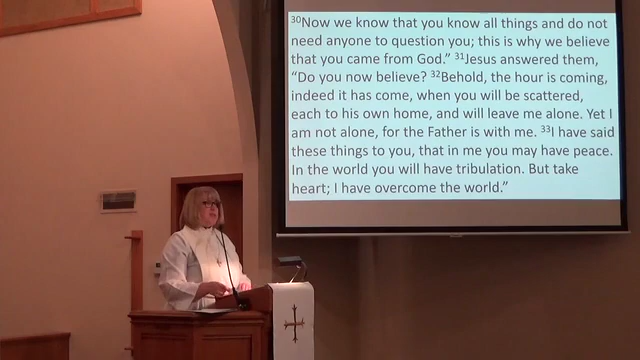 ³⁰Now we know that you know all things and do not
need anyone to question you; this is why we believe
that you came from God.” ³¹Jesus answered them,
“Do you now believe? ³²Behold, the hour is coming,
indeed it has come, when you will be scattered,
each to his own home, and will leave me alone. Yet I
am not alone, for the Father is with me. ³³I have said
these things to you, that in me you may have peace.
In the world you will have tribulation. But take
heart; I have overcome the world.”